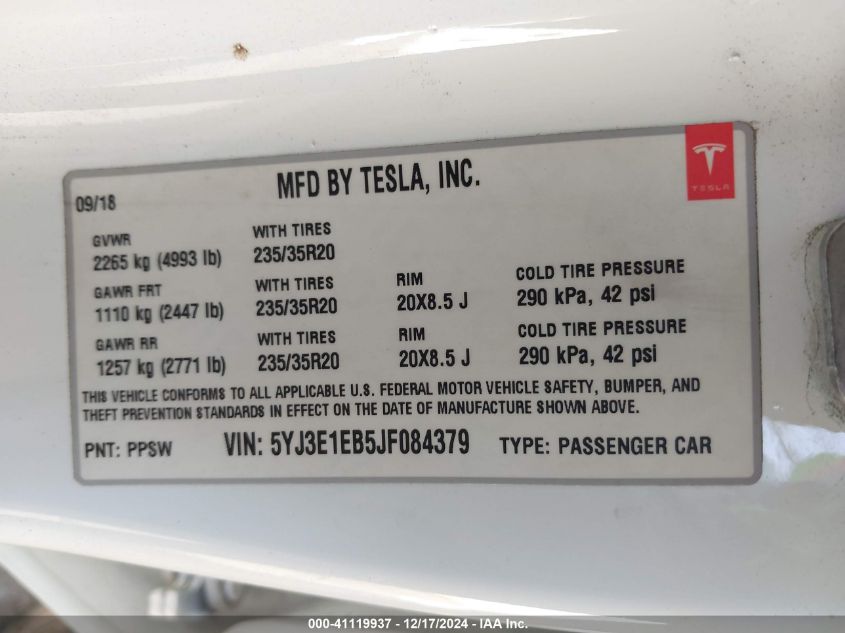 MFD BY TESLA, INC.
TESLA
09/18
GVWR
2265 kg (4993 lb)
WITH TIRES
235/35R20
GAWR FRT
1110 kg (2447 lb)
WITH TIRES
235/35R20
RIM
20X8.5 J
COLD TIRE PRESSURE
290 kPa, 42 psi
GAWR RR
1257 kg (2771 lb)
WITH TIRES
235/35R20
RIM
20X8.5 J
COLD TIRE PRESSURE
290 kPa, 42 psi
THIS VEHICLE CONFORMS TO ALL APPLICABLE U.S. FEDERAL MOTOR VEHICLE SAFETY, BUMPER, AND
THEFT PREVENTION STANDARDS IN EFFECT ON THE DATE OF MANUFACTURE SHOWN ABOVE.
PNT: PPSW
VIN: 5YJ3E1EB5JF084379
TYPE: PASSENGER CAR
000-41119937 - 12/17/2024 - IAA Inc.